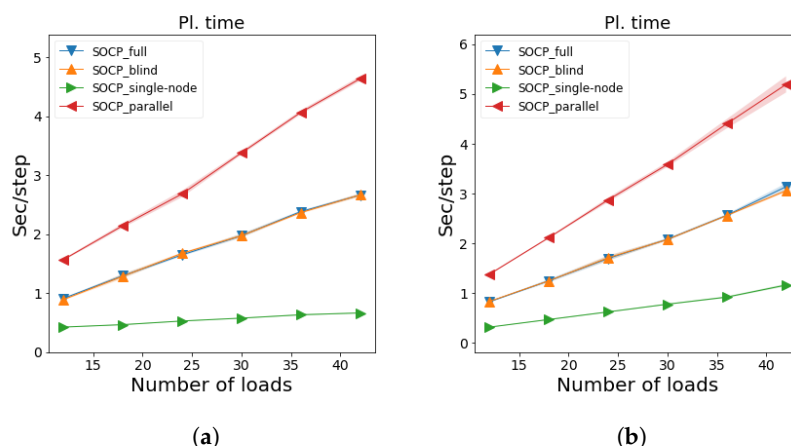 Pl. time
SOCP_full
SOCP_blind
SOCP_single-node
SOCP_parallel
Sec/step
5
4
3
2
1
0
15 20 25 30 35 40
Number of loads
(a)
Pl. time
SOCP_full
SOCP_blind
SOCP_single-node
SOCP_parallel
Sec/step
6
5
4
3
2
1
0
15 20 25 30 35 40
Number of loads
(b)